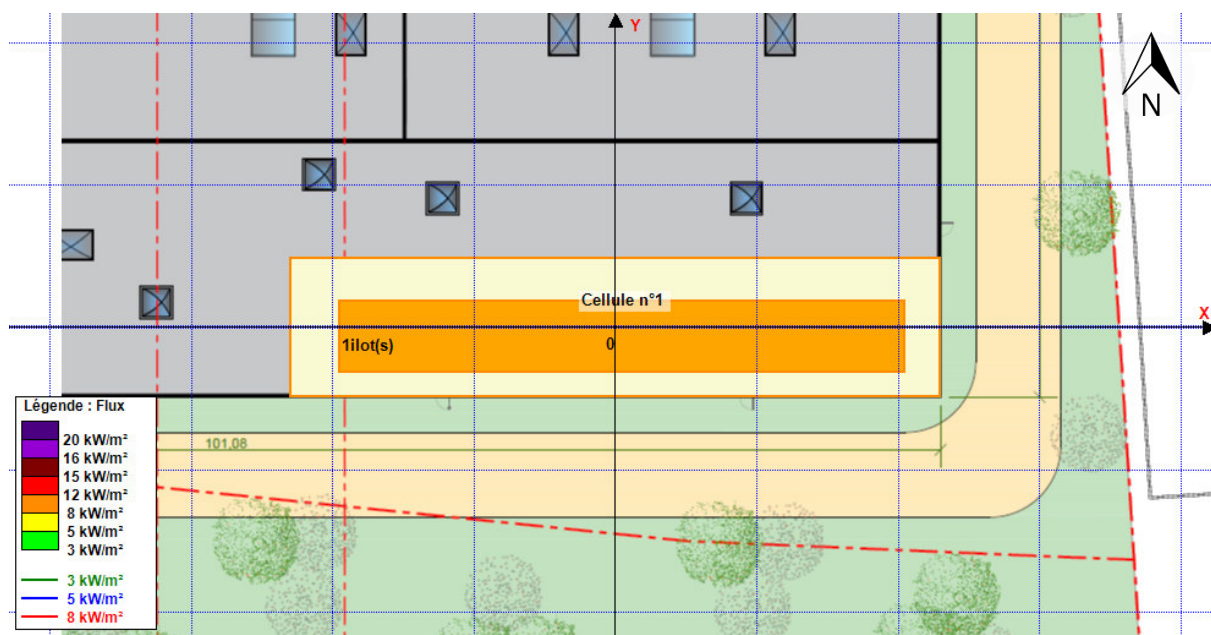 Y
N
X
Cellule n°1
1ilot(s)
0
Légende : Flux
20 kW/m²
16 kW/m²
15 kW/m²
12 kW/m²
8 kW/m²
5 kW/m²
3 kW/m²
3 kW/m²
5 kW/m²
8 kW/m²
101,08